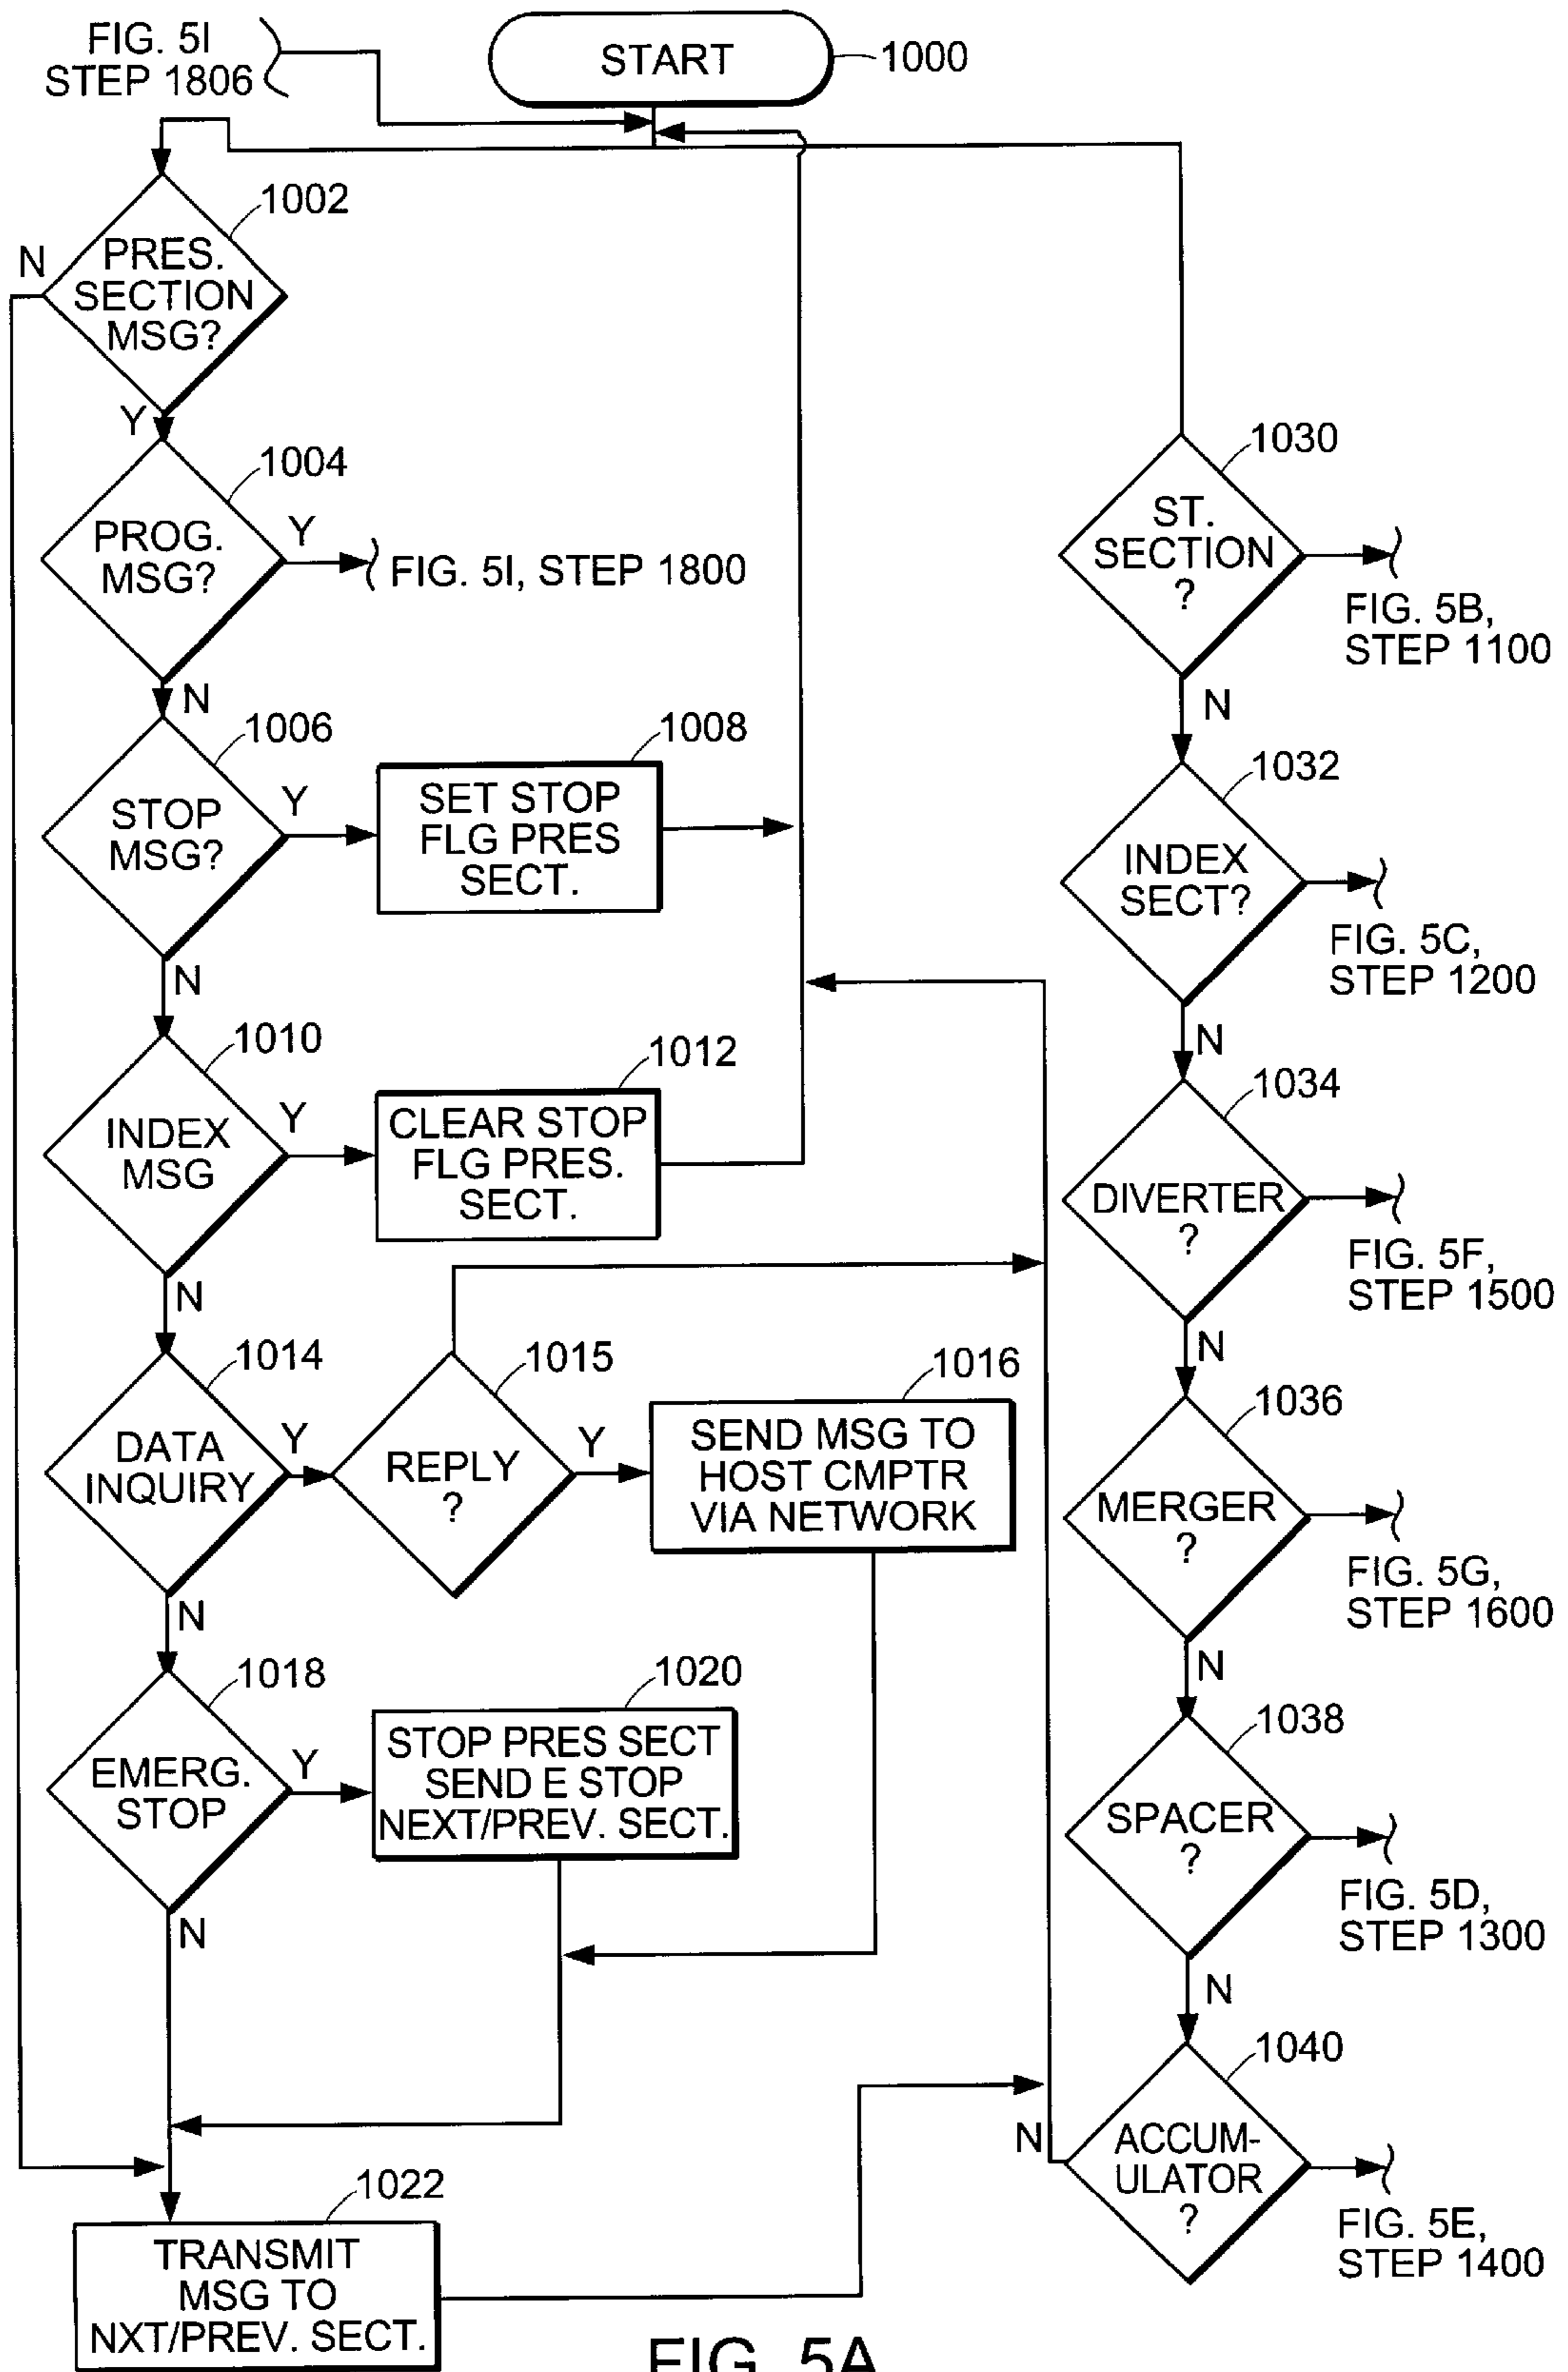 FIG. 5I
STEP 1806
START
1000
1002
N
PRES.
SECTION
MSG?
Y
1004
PROG.
MSG?
Y
FIG. 5I, STEP 1800
N
1006
STOP
MSG?
Y
1008
SET STOP
FLG PRES
SECT.
N
1010
INDEX
MSG
Y
1012
CLEAR STOP
FLG PRES.
SECT.
N
1014
DATA
INQUIRY
Y
1015
REPLY
?
Y
1016
SEND MSG TO
HOST CMPTR
VIA NETWORK
N
1018
EMERG.
STOP
Y
1020
STOP PRES SECT
SEND E STOP
NEXT/PREV. SECT.
N
1022
TRANSMIT
MSG TO
NXT/PREV. SECT.
1030
ST.
SECTION
?
FIG. 5B,
STEP 1100
N
1032
INDEX
SECT?
FIG. 5C,
STEP 1200
N
1034
DIVERTER
?
FIG. 5F,
STEP 1500
N
1036
MERGER
?
FIG. 5G,
STEP 1600
N
1038
SPACER
?
FIG. 5D,
STEP 1300
N
1040
N
ACCUM-
ULATOR
?
FIG. 5E,
STEP 1400
FIG. 5A